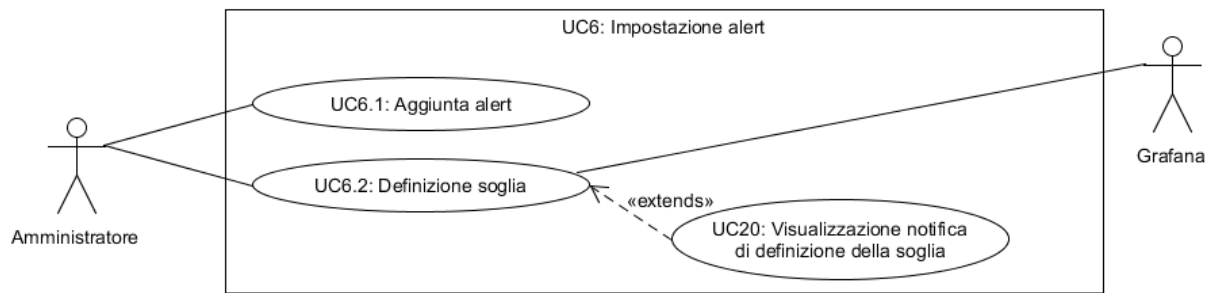 UC6: Impostazione alert
UC6.1: Aggiunta alert
Grafana
UC6.2: Definizione soglia
«extends»
Amministratore
UC20: Visualizzazione notifica
di definizione della soglia